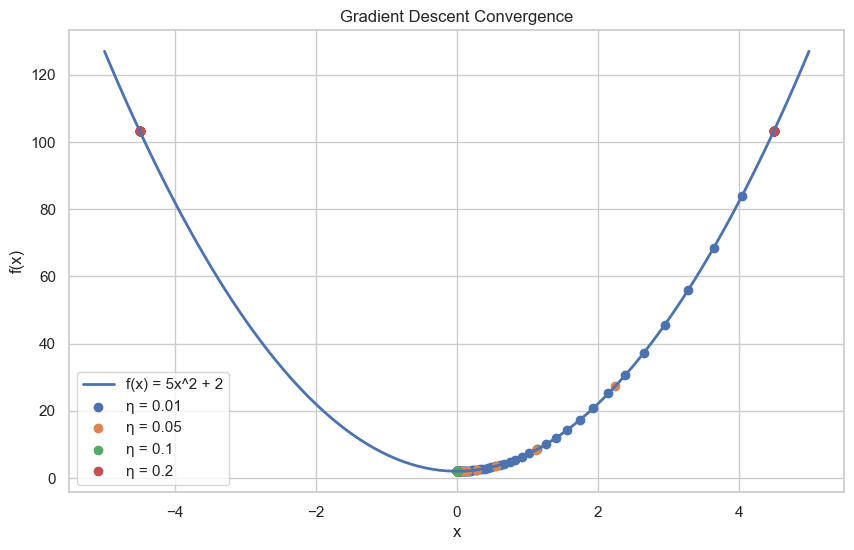 Gradient Descent Convergence
120
100
80
60
40
20
0
f(x)
f(x) = 5x^2 + 2
η = 0.01
η = 0.05
η = 0.1
η = 0.2
−4 −2 0 2 4
x